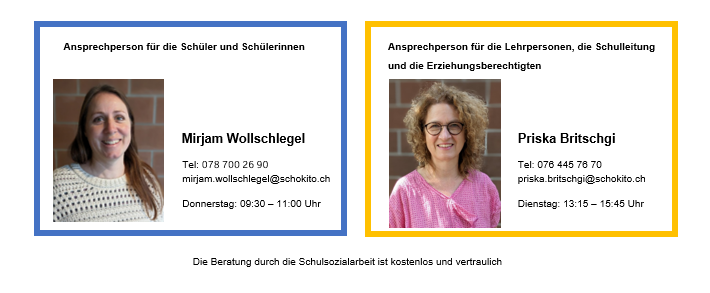 Ansprechperson für die Schüler und Schülerinnen
Mirjam Wollschlegel
Tel: 078 700 26 90
mirjam.wollschlegel@schokito.ch
Donnerstag: 09:30 – 11:00 Uhr
Ansprechperson für die Lehrpersonen, die Schulleitung
und die Erziehungsberechtigten
Priska Britschgi
Tel: 076 445 76 70
priska.britschgi@schokito.ch
Dienstag: 13:15 – 15:45 Uhr
Die Beratung durch die Schulsozialarbeit ist kostenlos und vertraulich